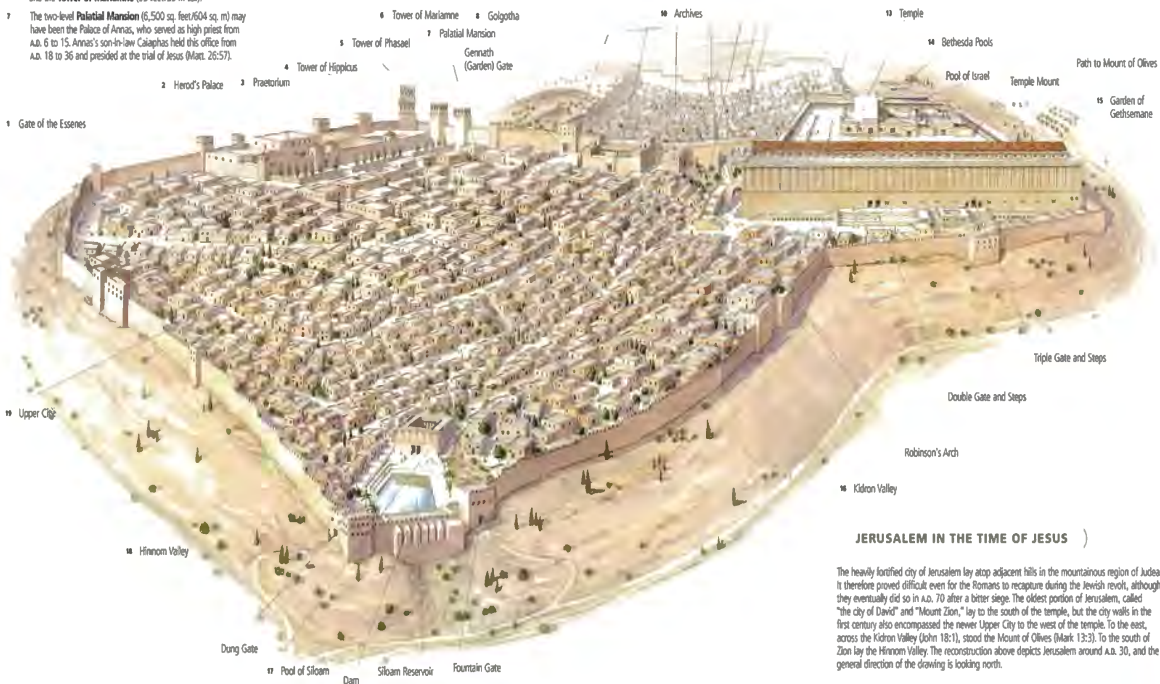 7 The two-level Palatial Mansion (6,500 sq. feet/604 sq. m) may
have been the Palace of Annas, who served as high priest from
A.D. 6 to 15. Annas's son-in-law Caiaphas held this office from
A.D. 18 to 36 and presided at the trial of Jesus (Matt. 26:57).
6 Tower of Mariamne
8 Golgotha
10 Archives
13 Temple
5 Tower of Phasael
7 Palatial Mansion
14 Bethesda Pools
4 Tower of Hippicus
Gennath
(Garden) Gate
Path to Mount of Olives
2 Herod's Palace
3 Praetorium
Pool of Israel
Temple Mount
15 Garden of
Gethsemane
1 Gate of the Essenes
Triple Gate and Steps
Double Gate and Steps
19 Upper City
Robinson's Arch
16 Kidron Valley
18 Hinnom Valley
Dung Gate
17 Pool of Siloam
Dam
Siloam Reservoir
Fountain Gate
JERUSALEM IN THE TIME OF JESUS )
The heavily fortified city of Jerusalem lay atop adjacent hills in the mountainous region of Judea.
It therefore proved difficult even for the Romans to recapture during the Jewish revolt, although
they eventually did so in A.D. 70 after a bitter siege. The oldest portion of Jerusalem, called
"the city of David" and "Mount Zion," lay to the south of the temple, but the city walls in the
first century also encompassed the newer Upper City to the west of the temple. To the east,
across the Kidron Valley (John 18:1), stood the Mount of Olives (Mark 13:3). To the south of
Zion lay the Hinnom Valley. The reconstruction above depicts Jerusalem around A.D. 30, and the
general direction of the drawing is looking north.